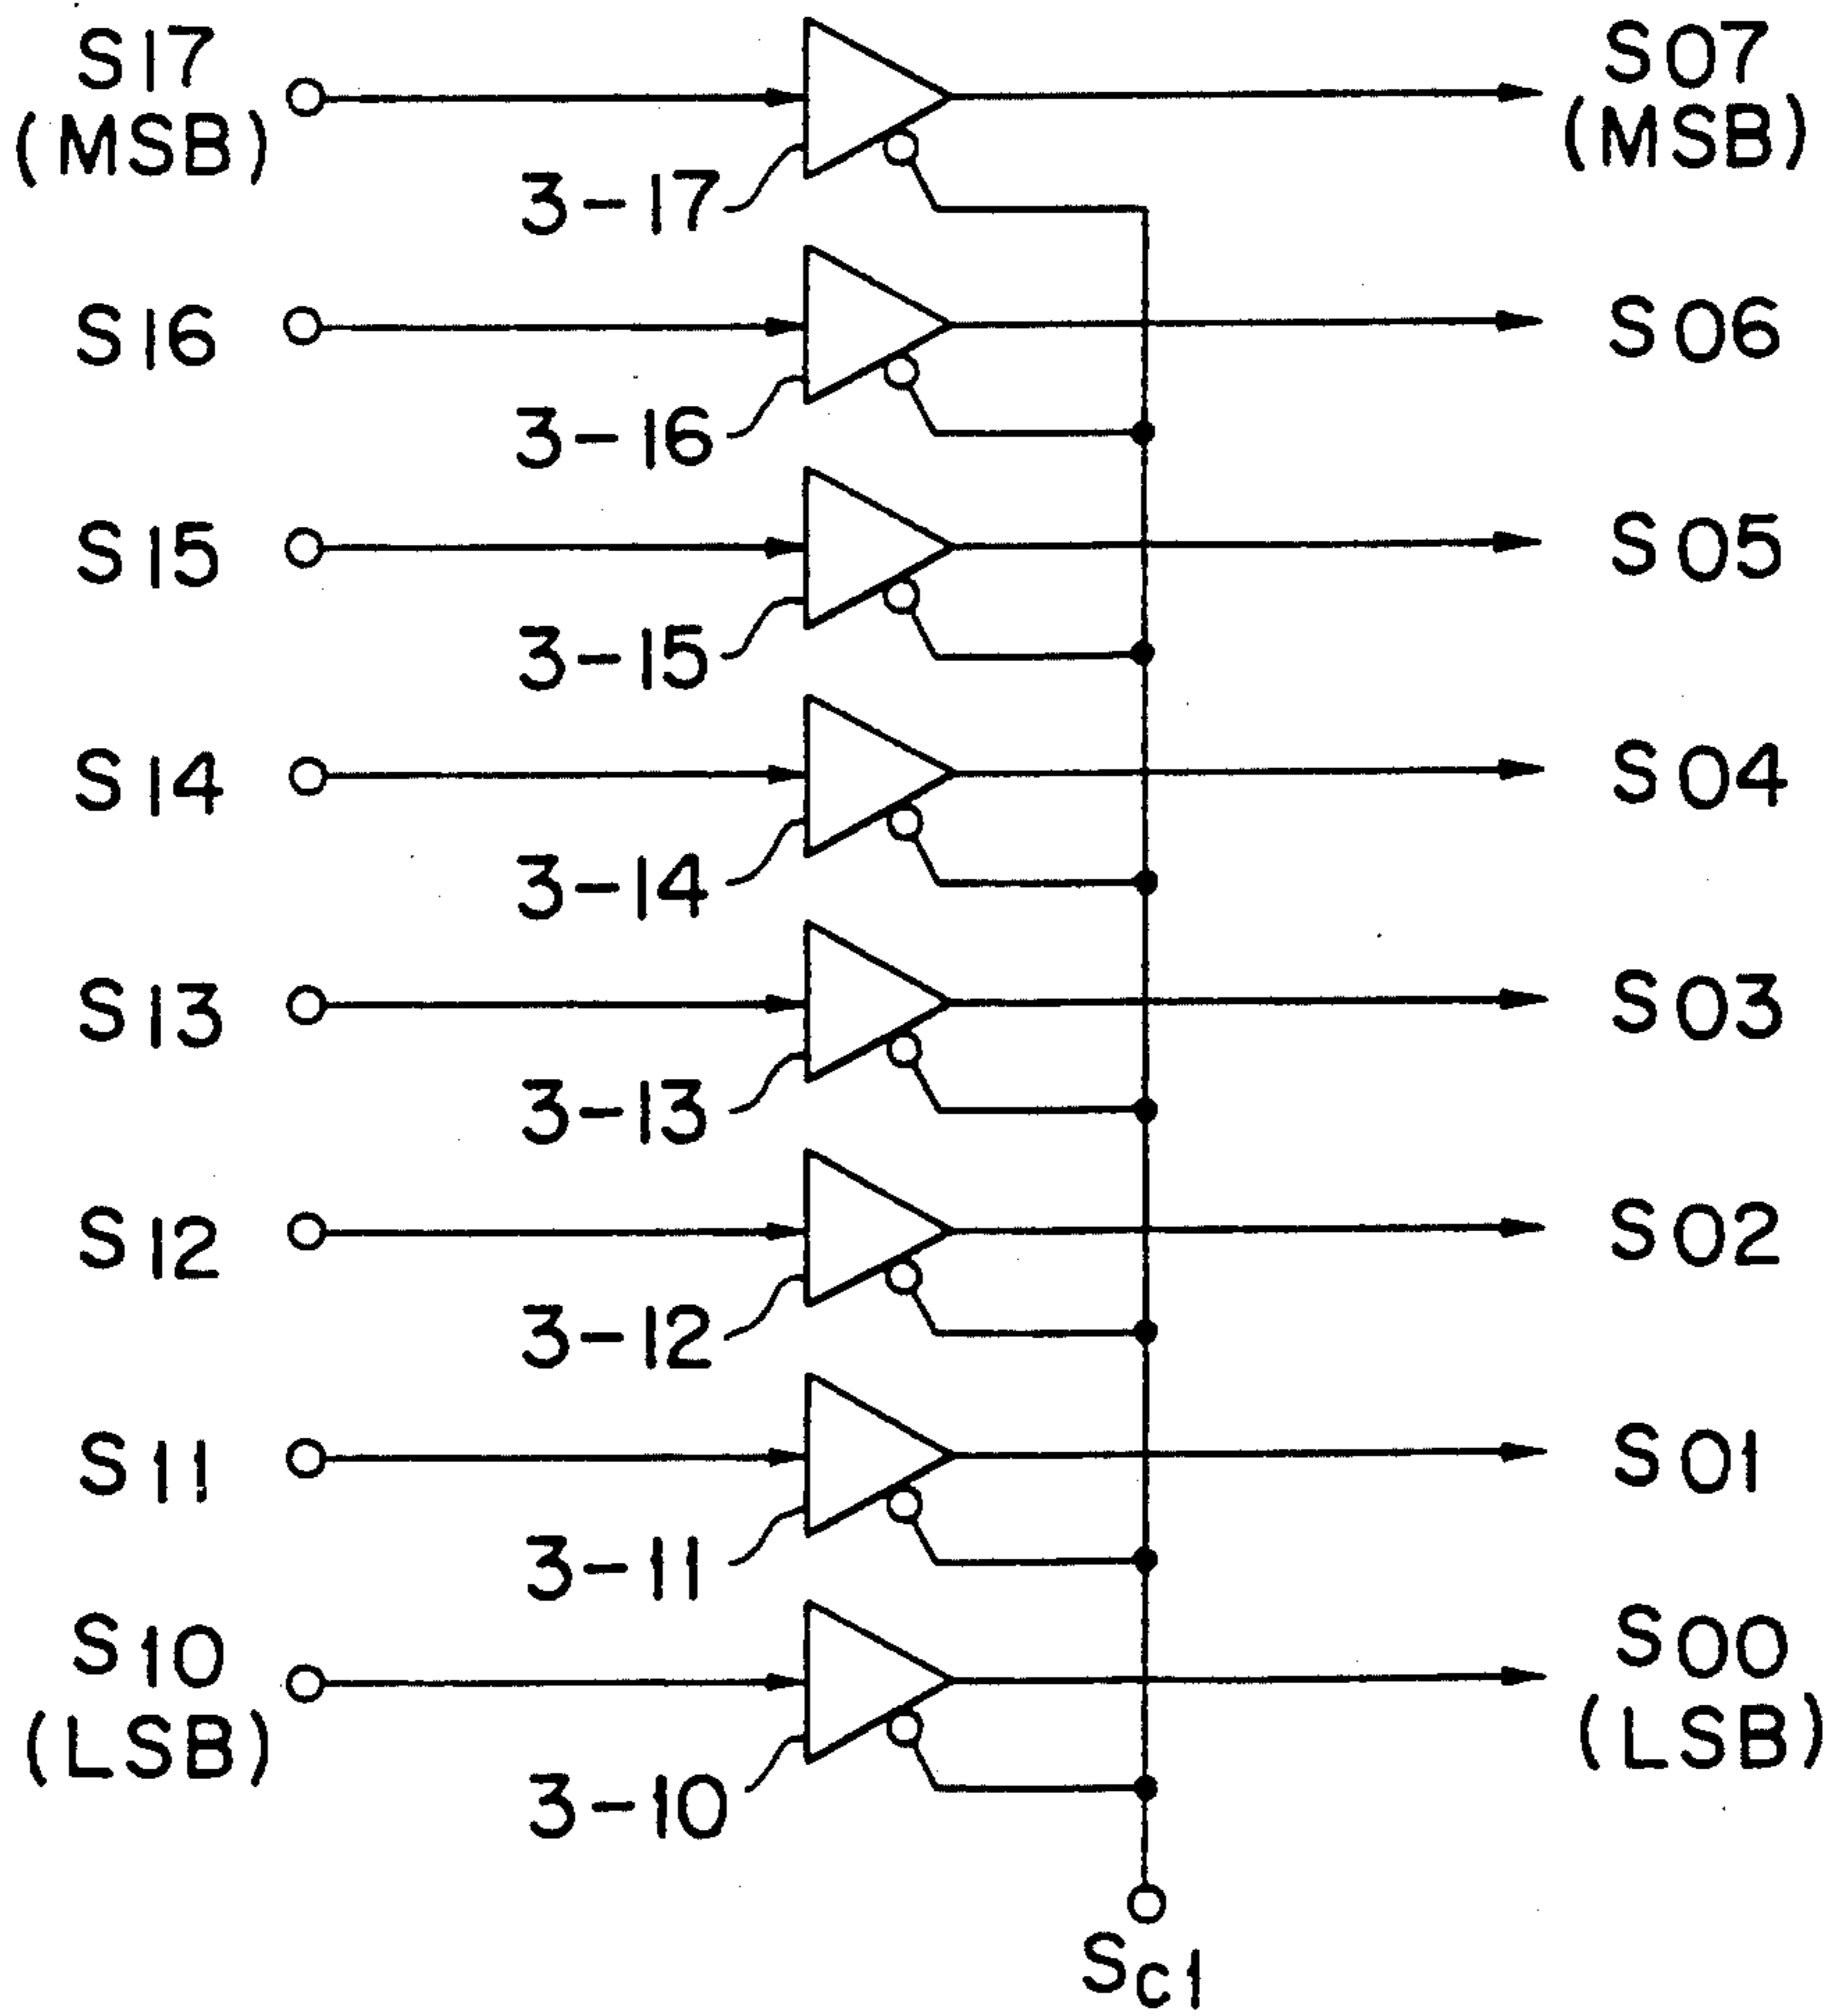 S17
(MSB)
3-17
S07
(MSB)
S16
3-16
S06
S15
3-15
S05
S14
3-14
S04
S13
3-13
S03
S12
3-12
S02
S11
3-11
S01
S10
(LSB)
3-10
S00
(LSB)
Sc1